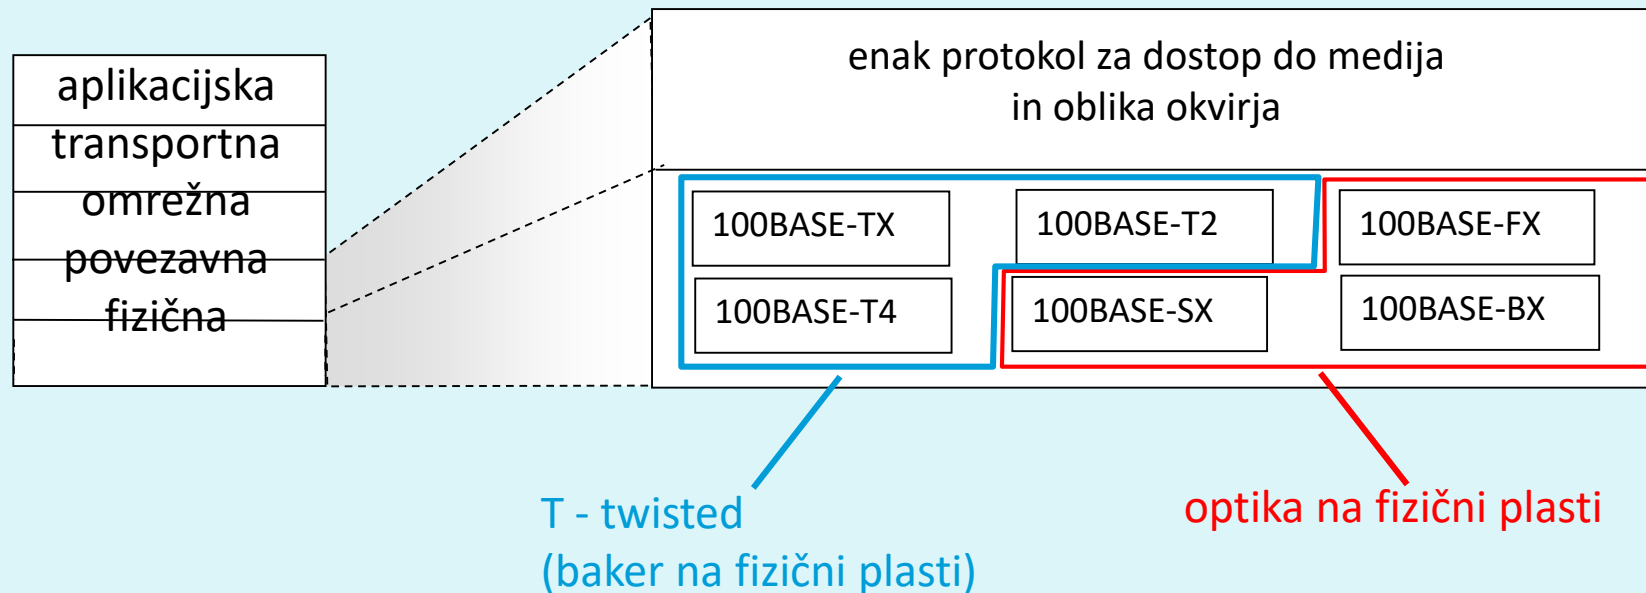 aplikacijska
transportna
omrežna
povezavna
fizična
enak protokol za dostop do medija
in oblika okvirja
100BASE-TX
100BASE-T2
100BASE-FX
100BASE-T4
100BASE-SX
100BASE-BX
T - twisted
(baker na fizični plasti)
optika na fizični plasti